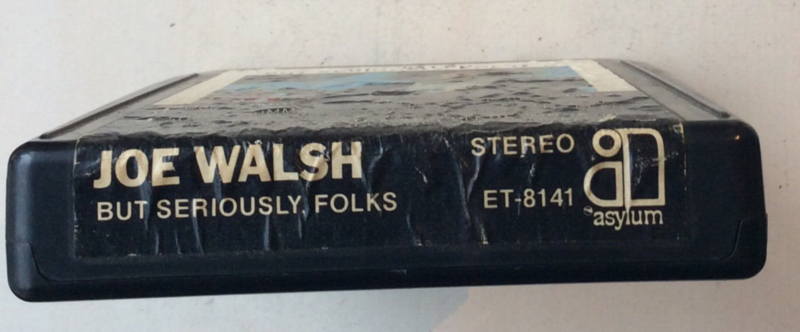 JOE WALSH
BUT SERIOUSLY, FOLKS
STEREO
ET-8141
asylum